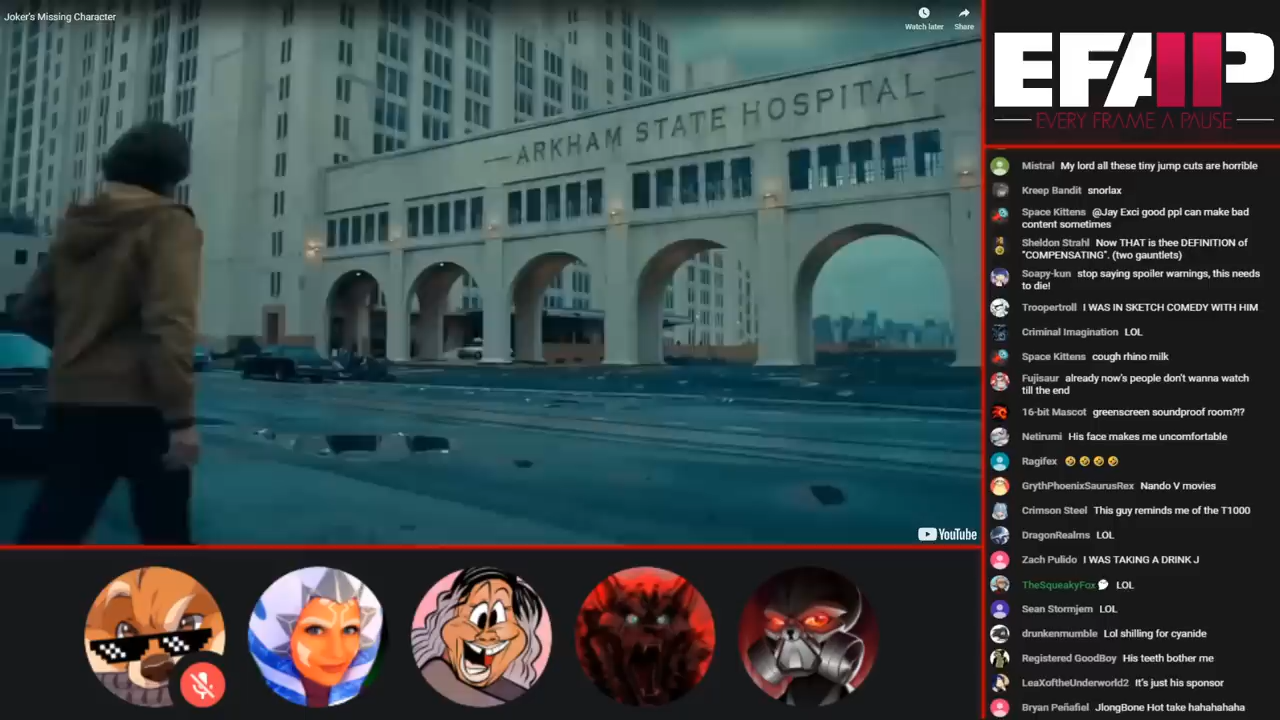 Joker's Missing Character
Watch later
Share
ARKHAM STATE HOSPITAL
YouTube
EFAP
EVERY FRAME A PAUSE
Mistral My lord all these tiny jump cuts are horrible
Kreep Bandit snorlax
Space Kittens @Jay Exci good ppl can make bad
content sometimes
Sheldon Strahl Now THAT is thee DEFINITION of
"COMPENSATING". (two gauntlets)
Soapy-kun stop saying spoiler warnings, this needs
to die!
Troopertroll I WAS IN SKETCH COMEDY WITH HIM
Criminal Imagination LOL
Space Kittens cough rhino milk
Fujisaur already now's people don't wanna watch
till the end
16-bit Mascot greenscreen soundproof room?!?
Netirumi His face makes me uncomfortable
Ragifex 🤣 🤣 🤣 🤣
GrythPhoenixSaurusRex Nando V movies
Crimson Steel This guy reminds me of the T1000
DragonRealms LOL
Zach Pulido I WAS TAKING A DRINK J
TheSqueakyFox LOL
Sean Stormjem LOL
drunkenmumble Lol shilling for cyanide
Registered GoodBoy His teeth bother me
LeaXoftheUnderworld2 It's just his sponsor
Bryan Peñafiel JlongBone Hot take hahahahaha